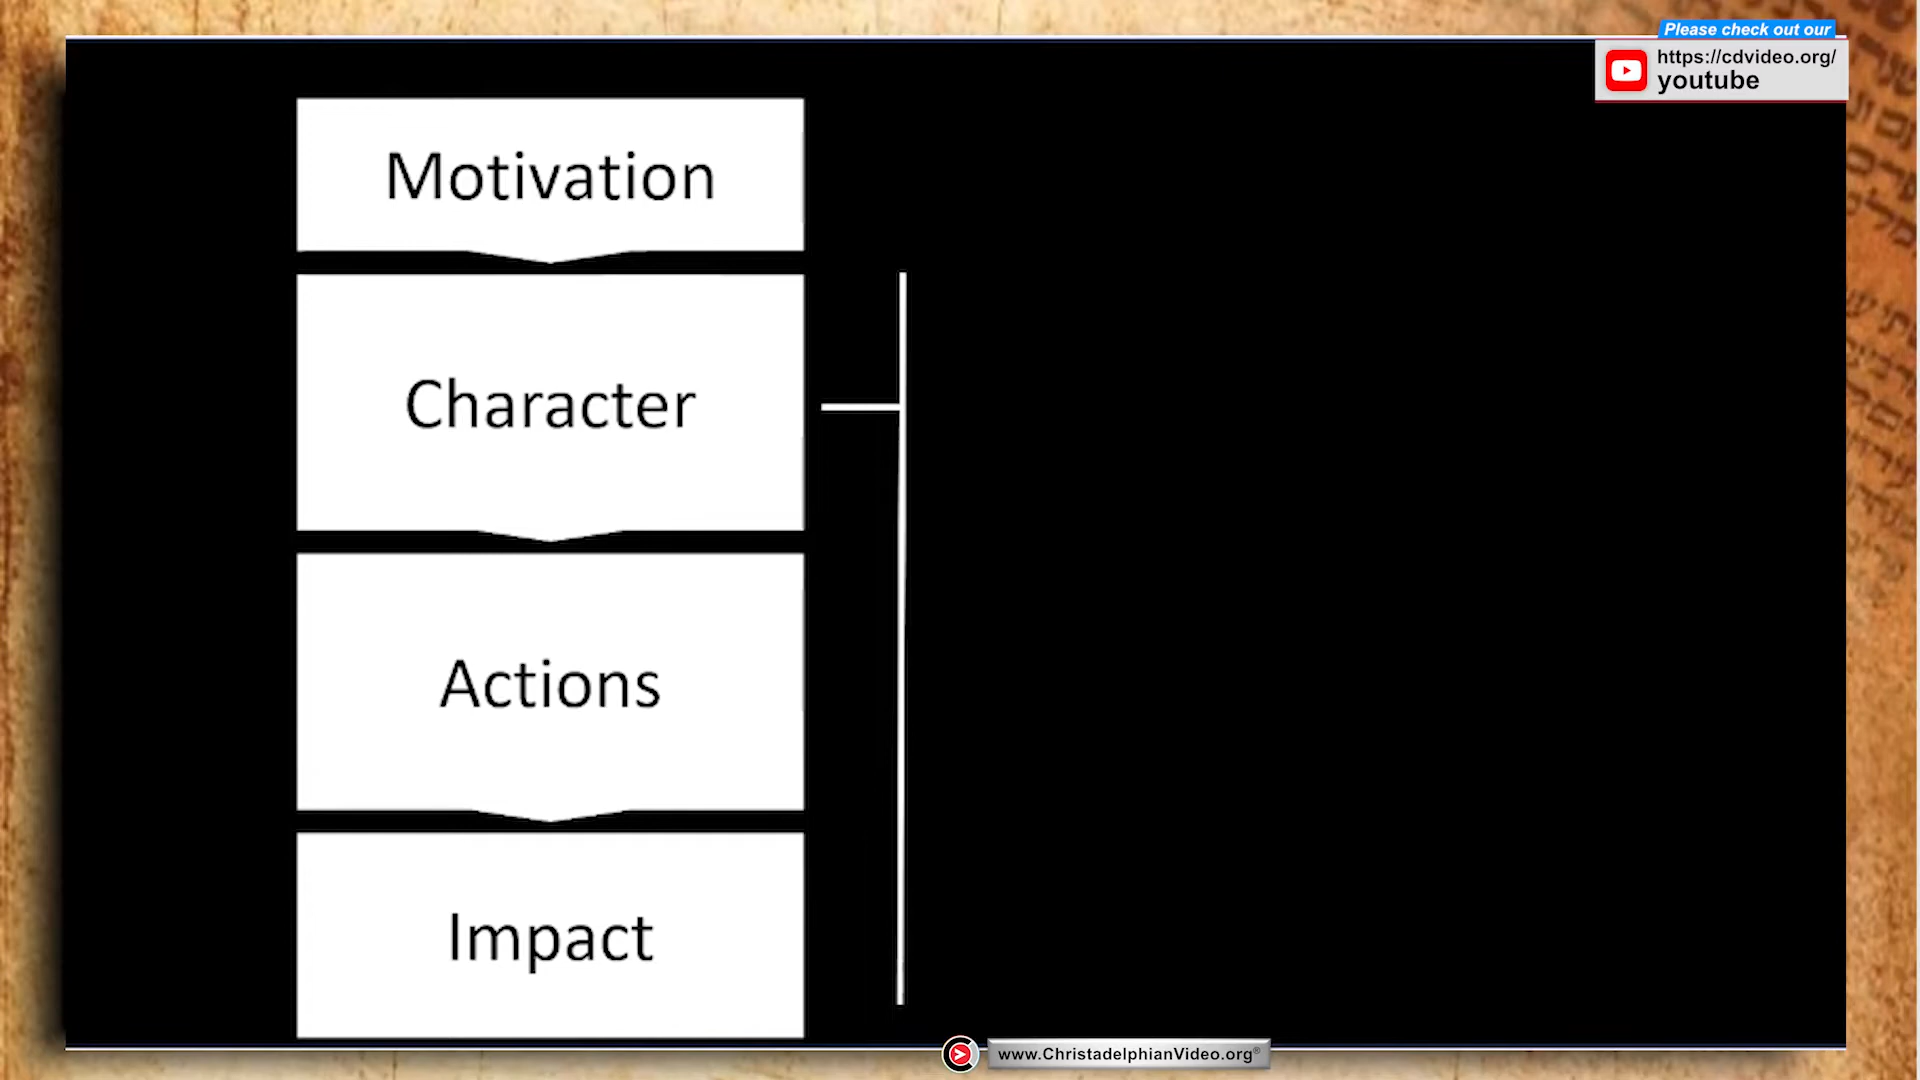 Please check out our
https://cdvideo.org/
youtube
Motivation
Character
Actions
Impact
www.ChristadelphianVideo.org®